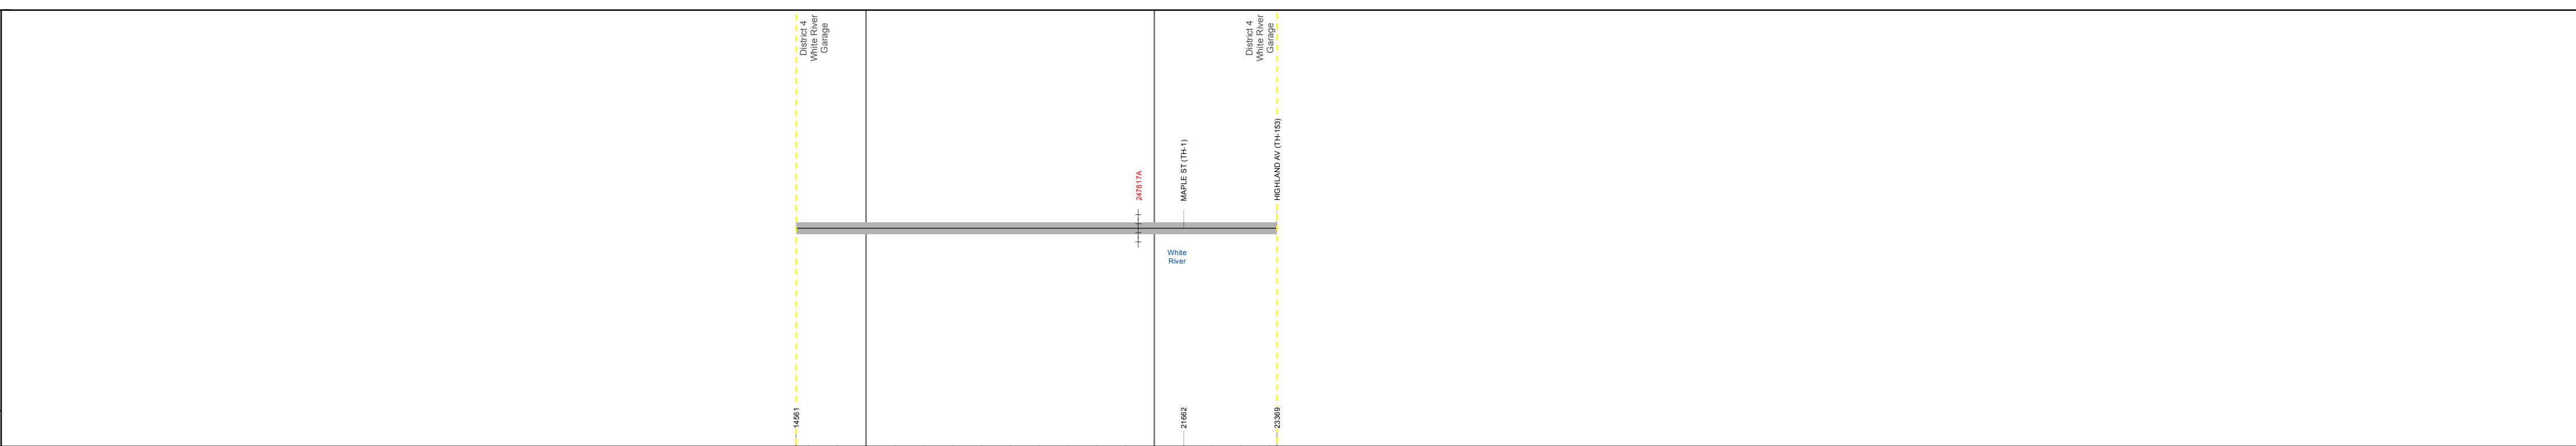 District 4
White River
Garage
District 4
White River
Garage
247817A
MAPLE ST (TH-1)
HIGHLAND AV (TH-153)
White
River
14561
21662
23369